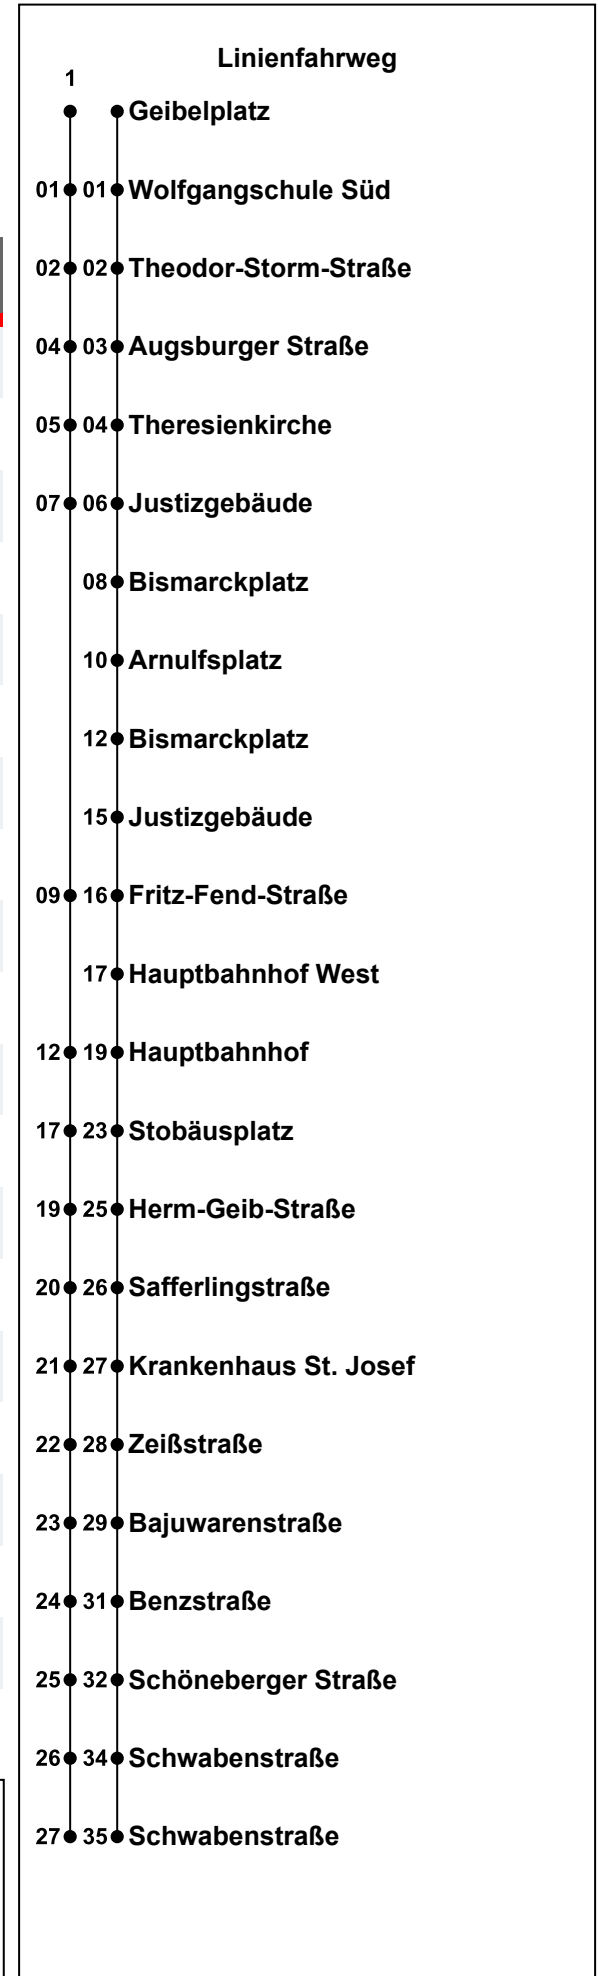 Linienfahrweg
1
Geibelplatz
01 01 Wolfgangschule Süd
02 02 Theodor-Storm-Straße
04 03 Augsburger Straße
05 04 Theresienkirche
07 06 Justizgebäude
08 Bismarckplatz
10 Arnulfsplatz
12 Bismarckplatz
15 Justizgebäude
09 16 Fritz-Fend-Straße
17 Hauptbahnhof West
12 19 Hauptbahnhof
17 23 Stobäusplatz
19 25 Herm-Geib-Straße
20 26 Safferlingstraße
21 27 Krankenhaus St. Josef
22 28 Zeißstraße
23 29 Bajuwarenstraße
24 31 Benzstraße
25 32 Schöneberger Straße
26 34 Schwabenstraße
27 35 Schwabenstraße